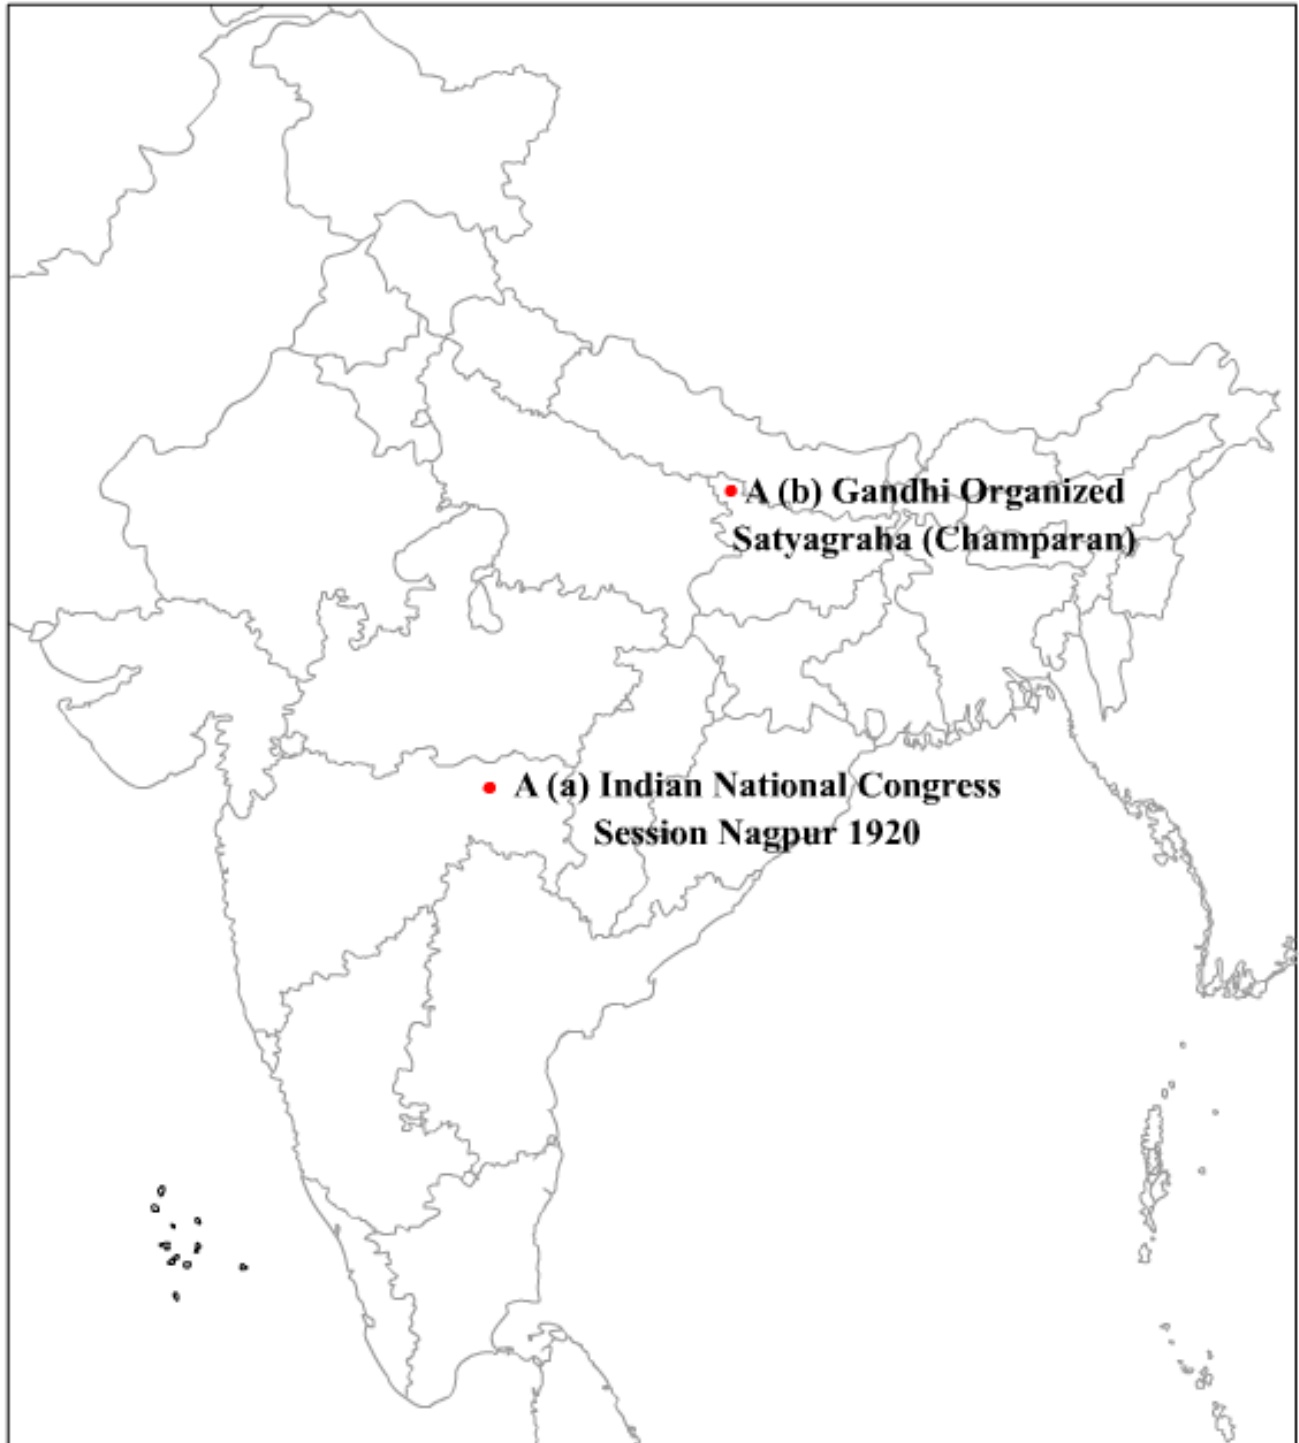 A (b) Gandhi Organized
Satyagraha (Champaran)
A (a) Indian National Congress
Session Nagpur 1920